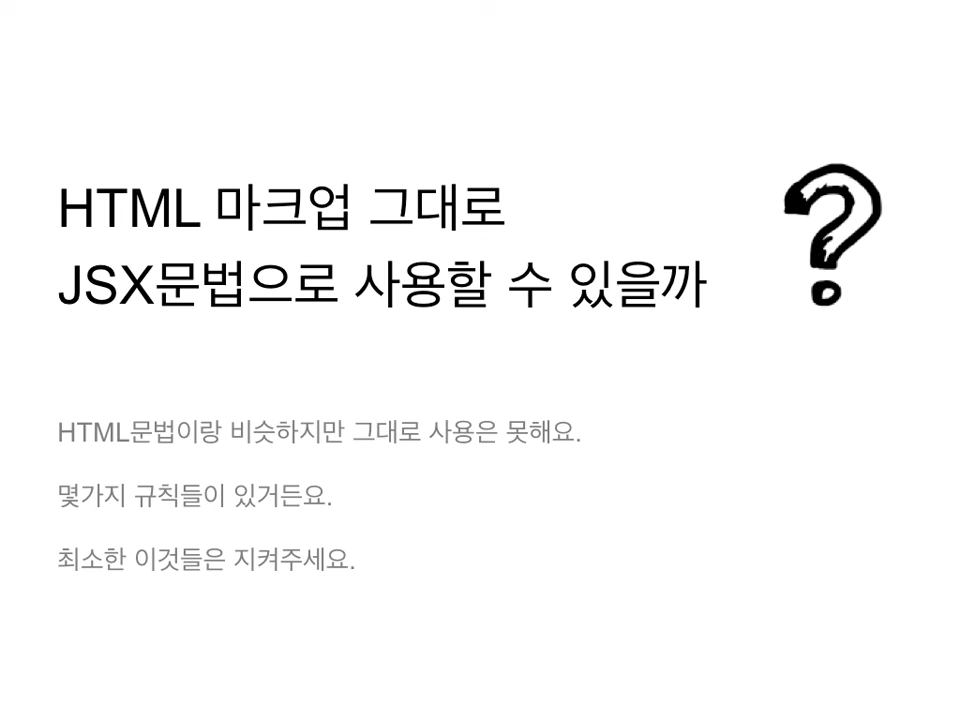 HTML 마크업 그대로
JSX문법으로 사용할 수 있을까
?
HTML문법이랑 비슷하지만 그대로 사용은 못해요.
몇가지 규칙들이 있거든요.
최소한 이것들은 지켜주세요.